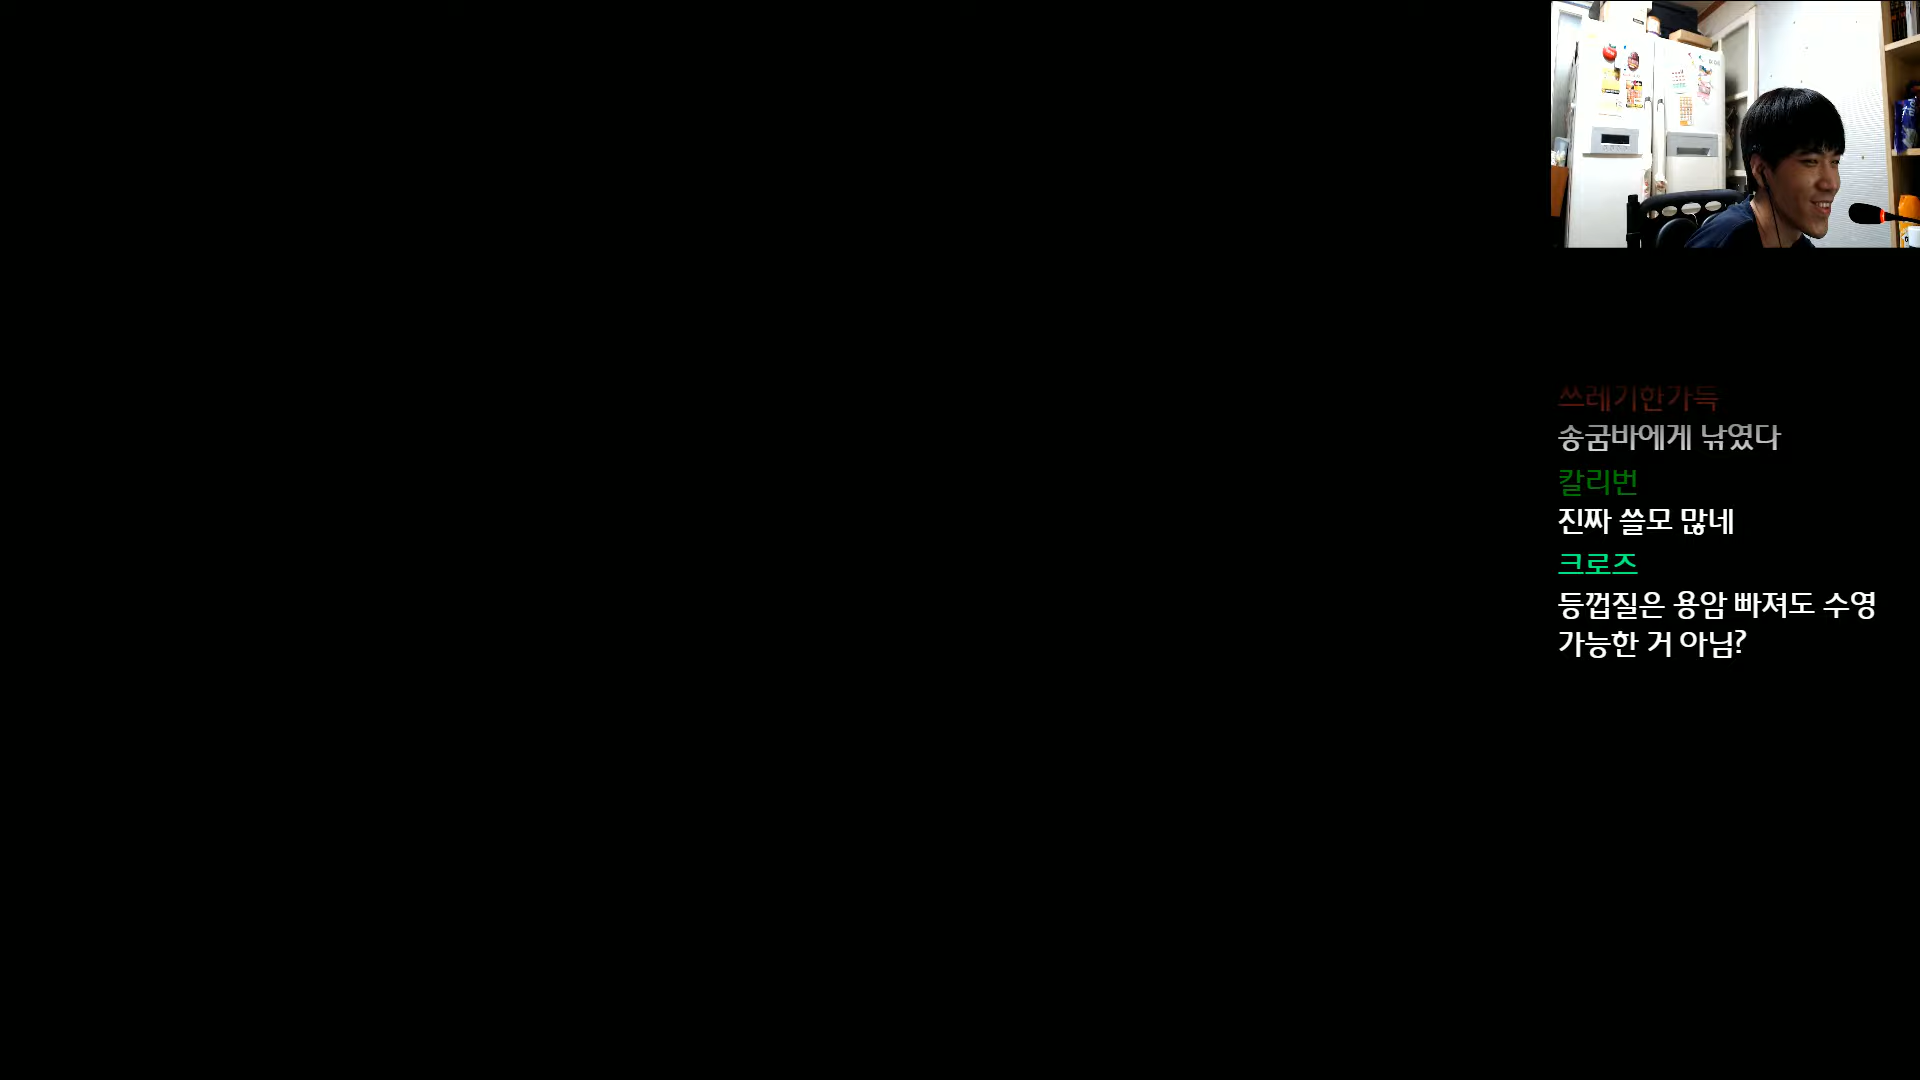 쓰레기한가득
송굼바에게 낚였다
칼리번
진짜 쓸모 많네
크로즈
등껍질은 용암 빠져도 수영
가능한 거 아님?